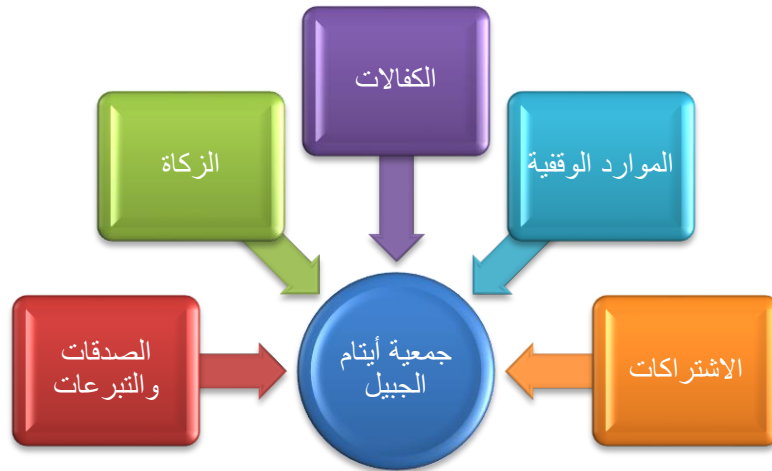 الكفالات
الموارد الوقفية
الزكاة
الاشتراكات
جمعية أيتام
الجبيل
الصدقات
والتبرعات